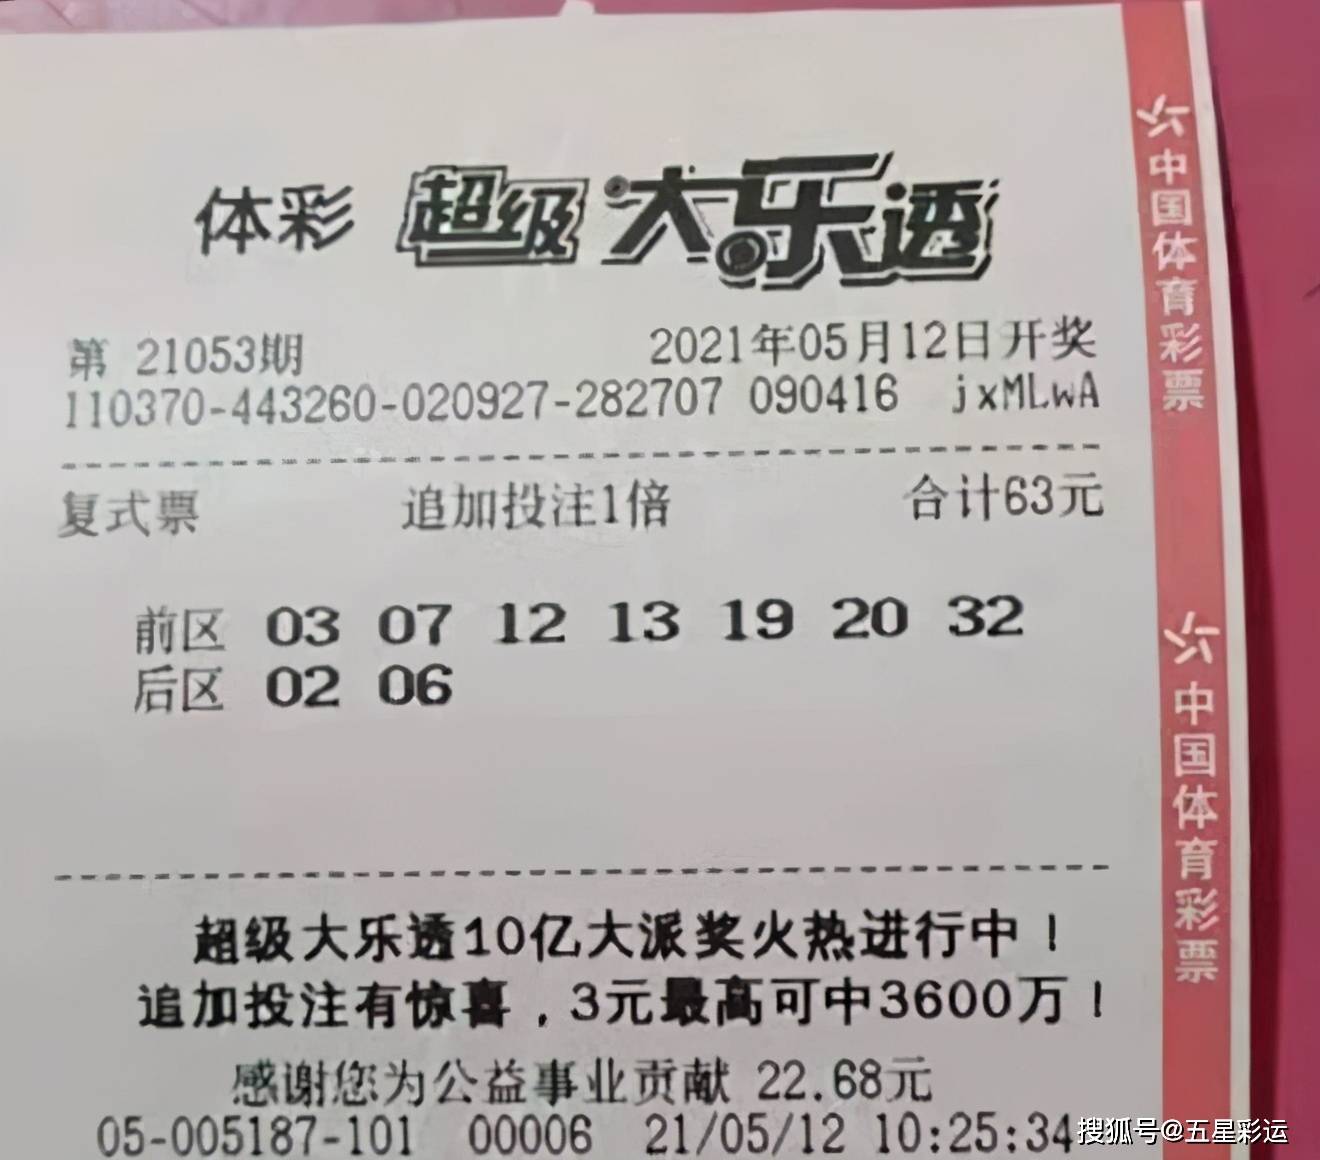 体彩 超级大乐透
第 21053期 2021年05月12日开奖
110370-443260-020927-282707 090416 jxMLwA
复式票 追加投注1倍 合计63元
前区 03 07 12 13 19 20 32
后区 02 06
超级大乐透10亿大派奖火热进行中！
追加投注有惊喜，3元最高可中3600万！
感谢您为公益事业贡献 22.68元
05-005187-101 00006 21/05/12 10:25:34
中国体育彩票
中国体育彩票
搜狐号@五星彩运